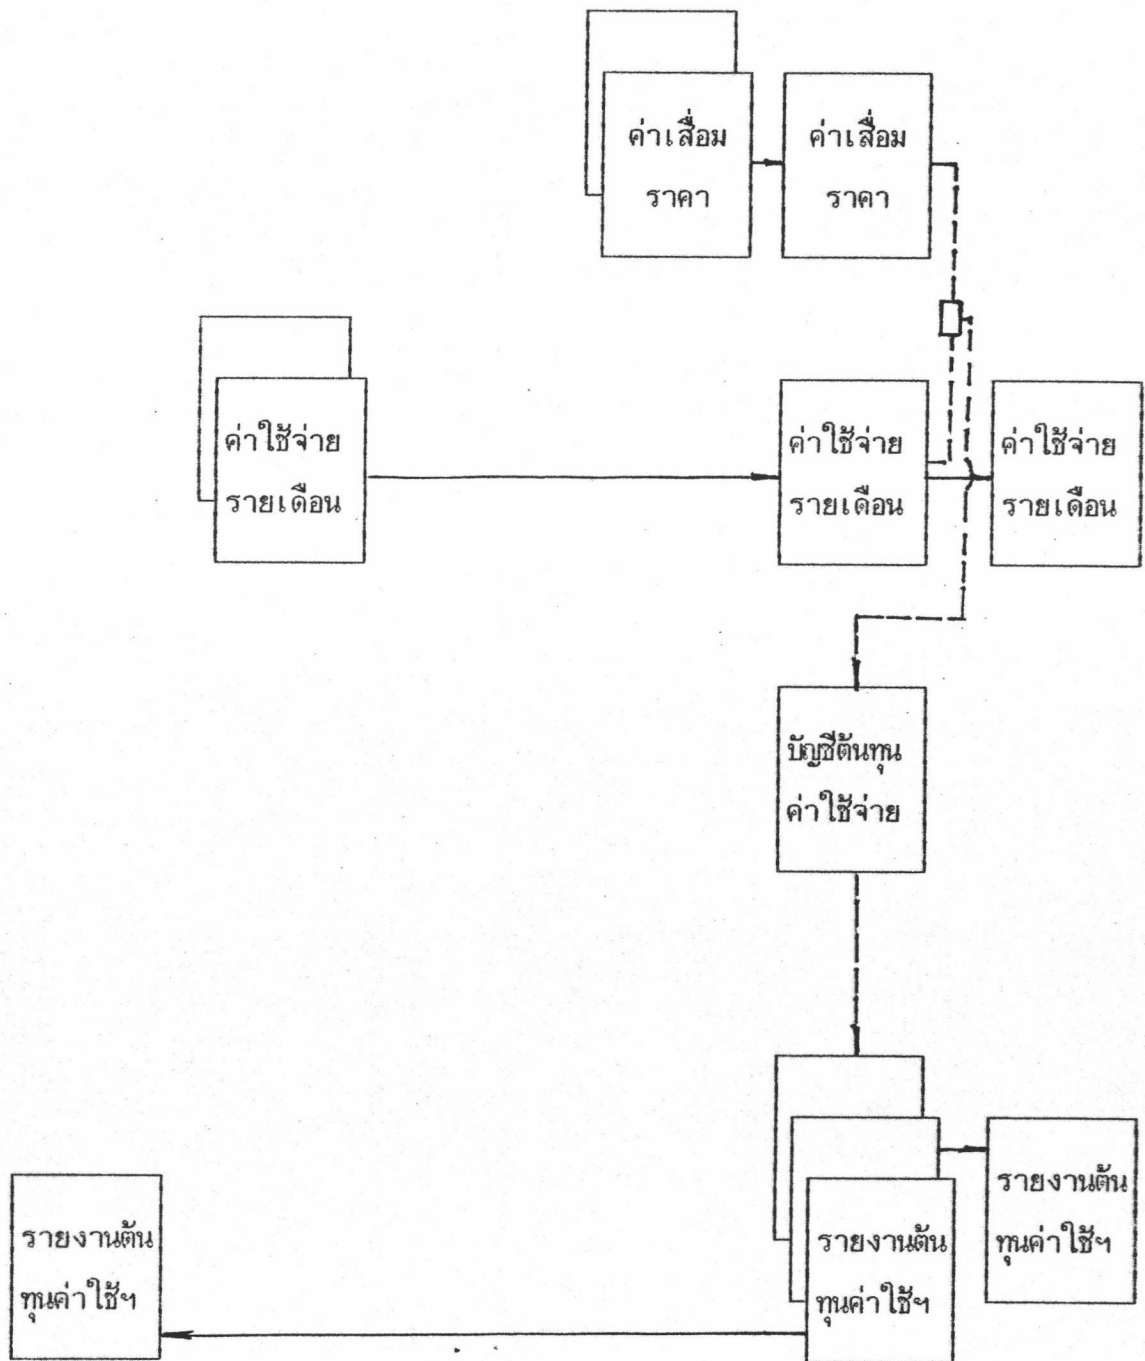 ค่าเสื่อม
ราคา
ค่าเสื่อม
ราคา
ค่าใช้จ่าย
รายเดือน
ค่าใช้จ่าย
รายเดือน
ค่าใช้จ่าย
รายเดือน
บัญชีต้นทุน
ค่าใช้จ่าย
รายงานต้น
ทุนค่าใช้ฯ
รายงานต้น
ทุนค่าใช้ฯ
รายงานต้น
ทุนค่าใช้ฯ